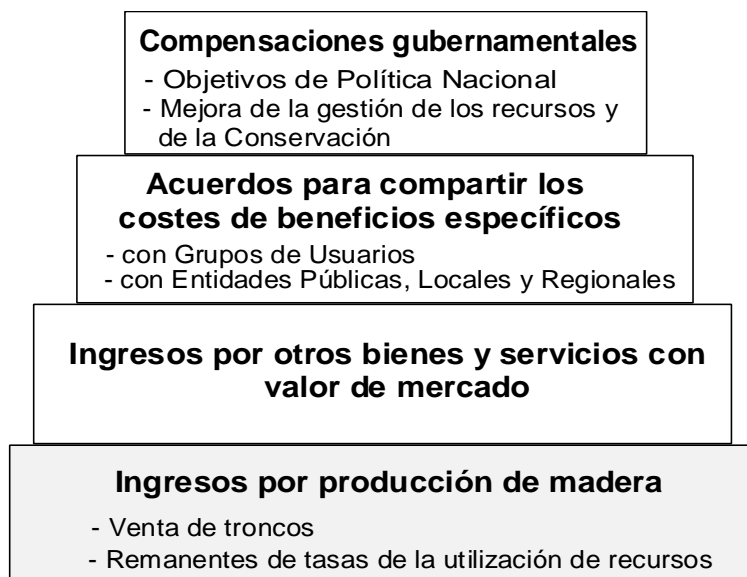 Compensaciones gubernamentales
- Objetivos de Política Nacional
- Mejora de la gestión de los recursos y
de la Conservación
Acuerdos para compartir los
costes de beneficios específicos
- con Grupos de Usuarios
- con Entidades Públicas, Locales y Regionales
Ingresos por otros bienes y servicios con
valor de mercado
Ingresos por producción de madera
- Venta de troncos
- Remanentes de tasas de la utilización de recursos